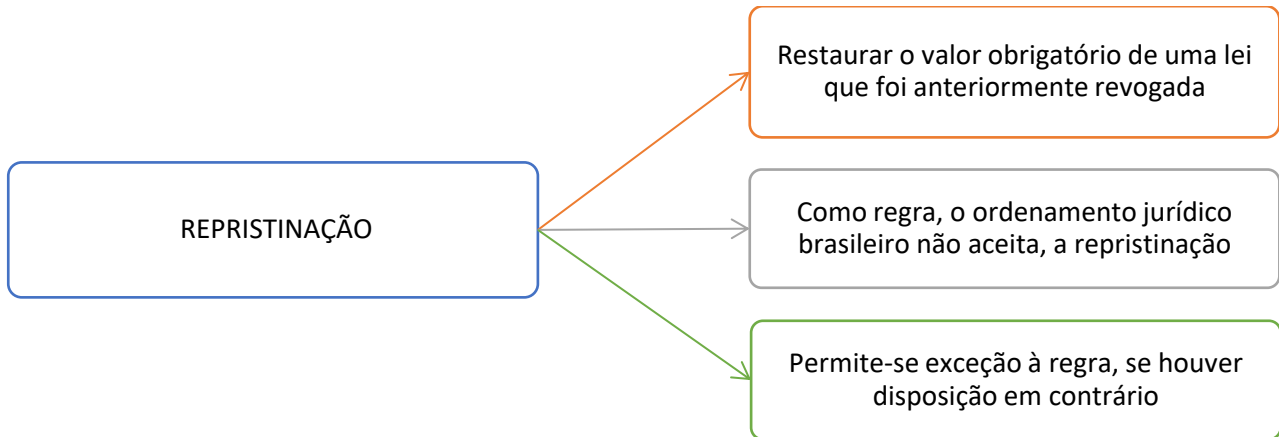 Restaurar o valor obrigatório de uma lei
que foi anteriormente revogada
REPRISTINAÇÃO
Como regra, o ordenamento jurídico
brasileiro não aceita, a repristinação
Permite-se exceção à regra, se houver
disposição em contrário